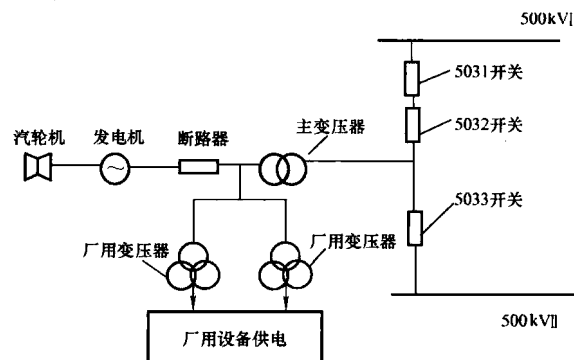 500kVⅠ
5031开关
5032开关
主变压器
汽轮机
发电机
断路器
5033开关
厂用变压器
厂用变压器
500kVⅡ
厂用设备供电